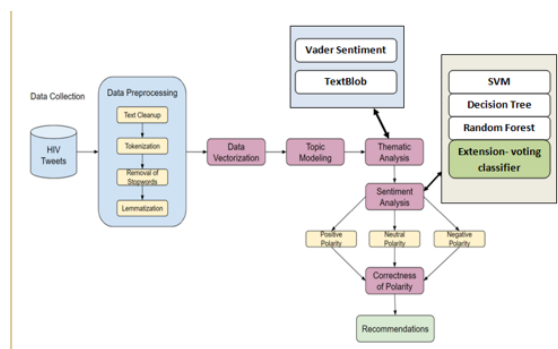 Data Collection
HIV
Tweets
Data Preprocessing
Text Cleanup
Tokenization
Removal of
Stopwords
Lemmatization
Data
Vectorization
Topic
Modeling
Thematic
Analysis
Vader Sentiment
TextBlob
SVM
Decision Tree
Random Forest
Extension- voting
classifier
Sentiment
Analysis
Positive
Polarity
Neutral
Polarity
Negative
Polarity
Correctness
of Polarity
Recommendations